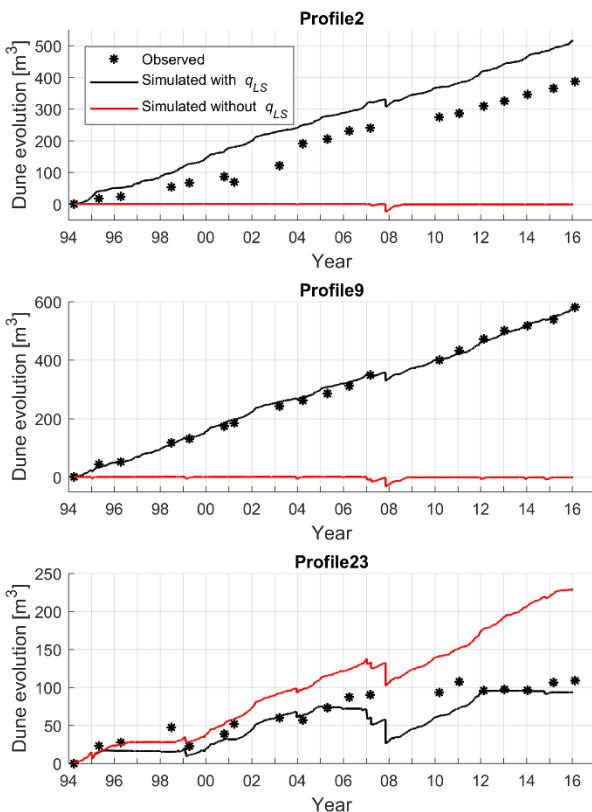 Profile2
Dune evolution [m³]
500
400
300
200
100
0
Observed
Simulated with q_LS
Simulated without q_LS
94 96 98 00 02 04 06 08 10 12 14 16
Year
Profile9
Dune evolution [m³]
600
400
200
0
94 96 98 00 02 04 06 08 10 12 14 16
Year
Profile23
Dune evolution [m³]
250
200
150
100
50
0
94 96 98 00 02 04 06 08 10 12 14 16
Year